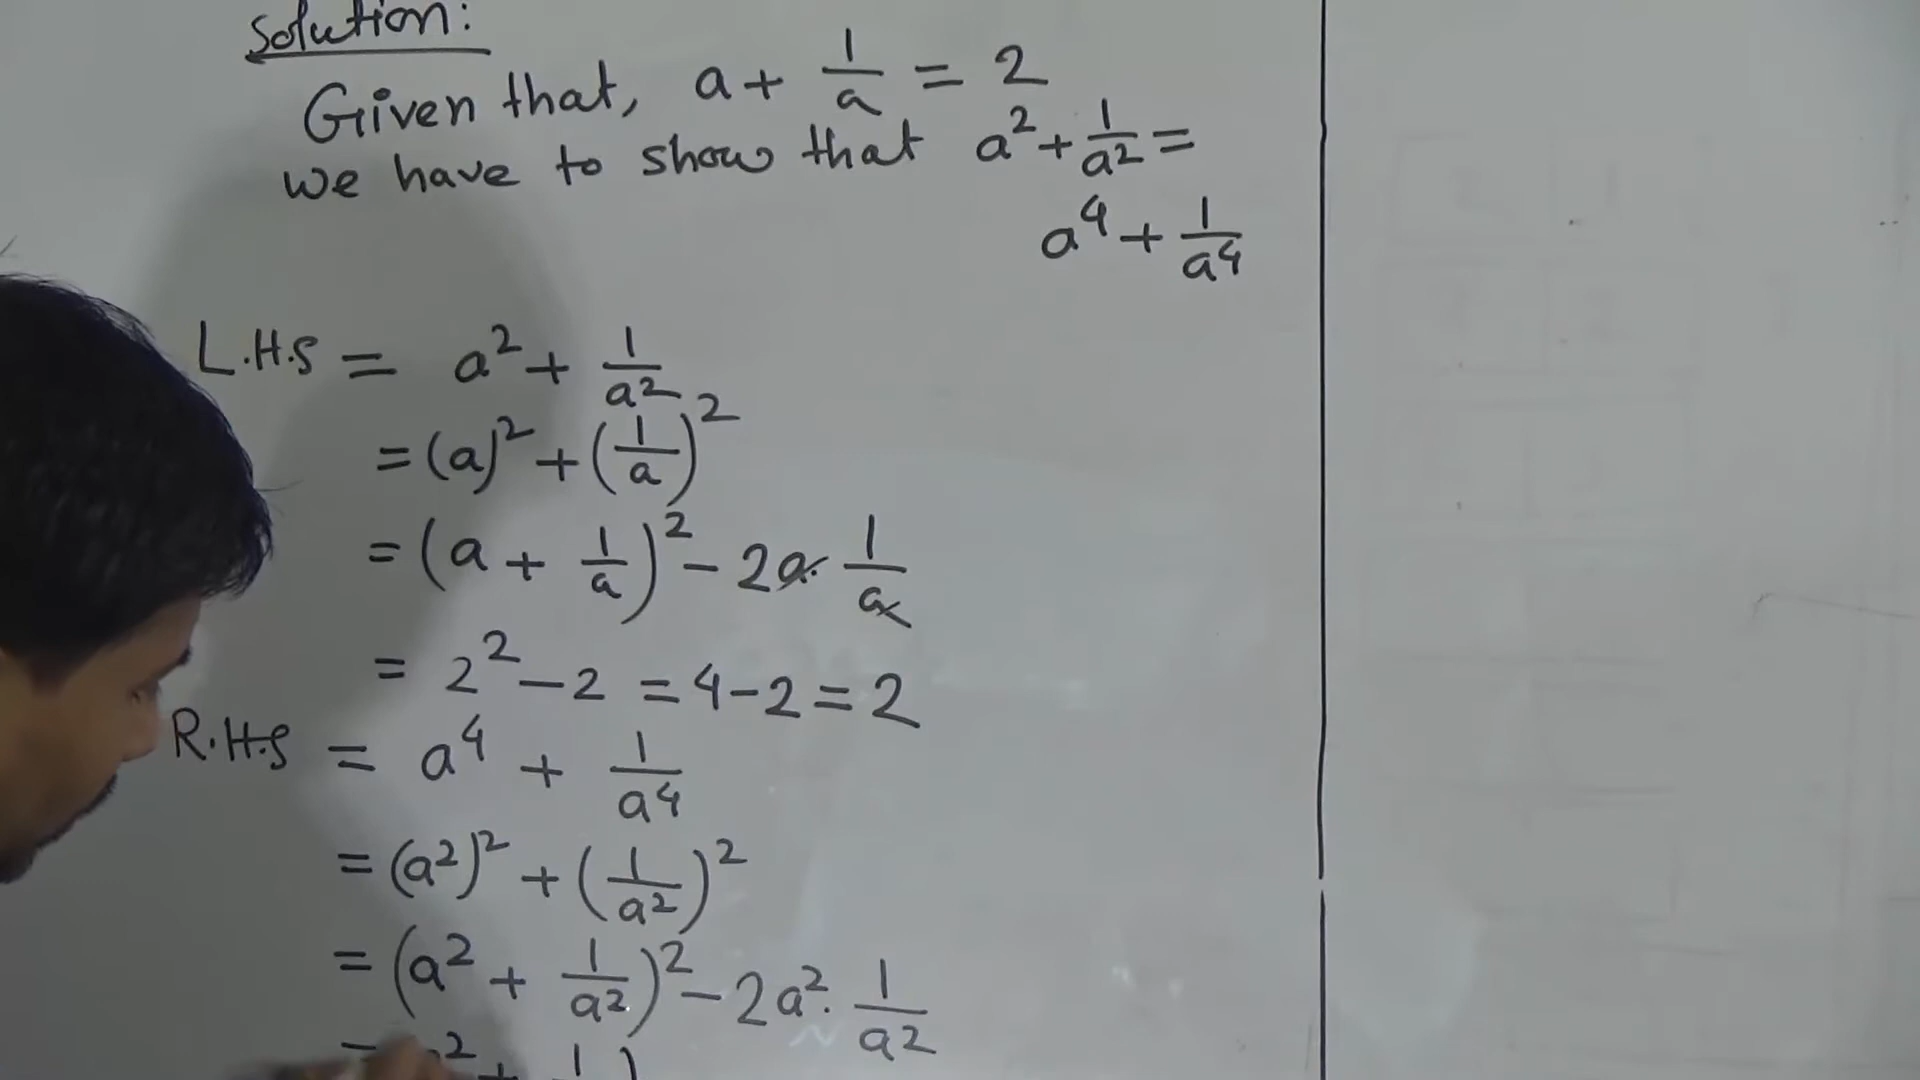 Solution:
Given that, a + 1/a = 2
we have to show that a² + 1/a² =
a⁴ + 1/a⁴
L.H.S = a² + 1/a²
= (a)² + (1/a)²
= (a + 1/a)² - 2a · 1/a
= 2² - 2 = 4 - 2 = 2
R.H.S = a⁴ + 1/a⁴
= (a²)² + (1/a²)²
= (a² + 1/a²)² - 2a² · 1/a²